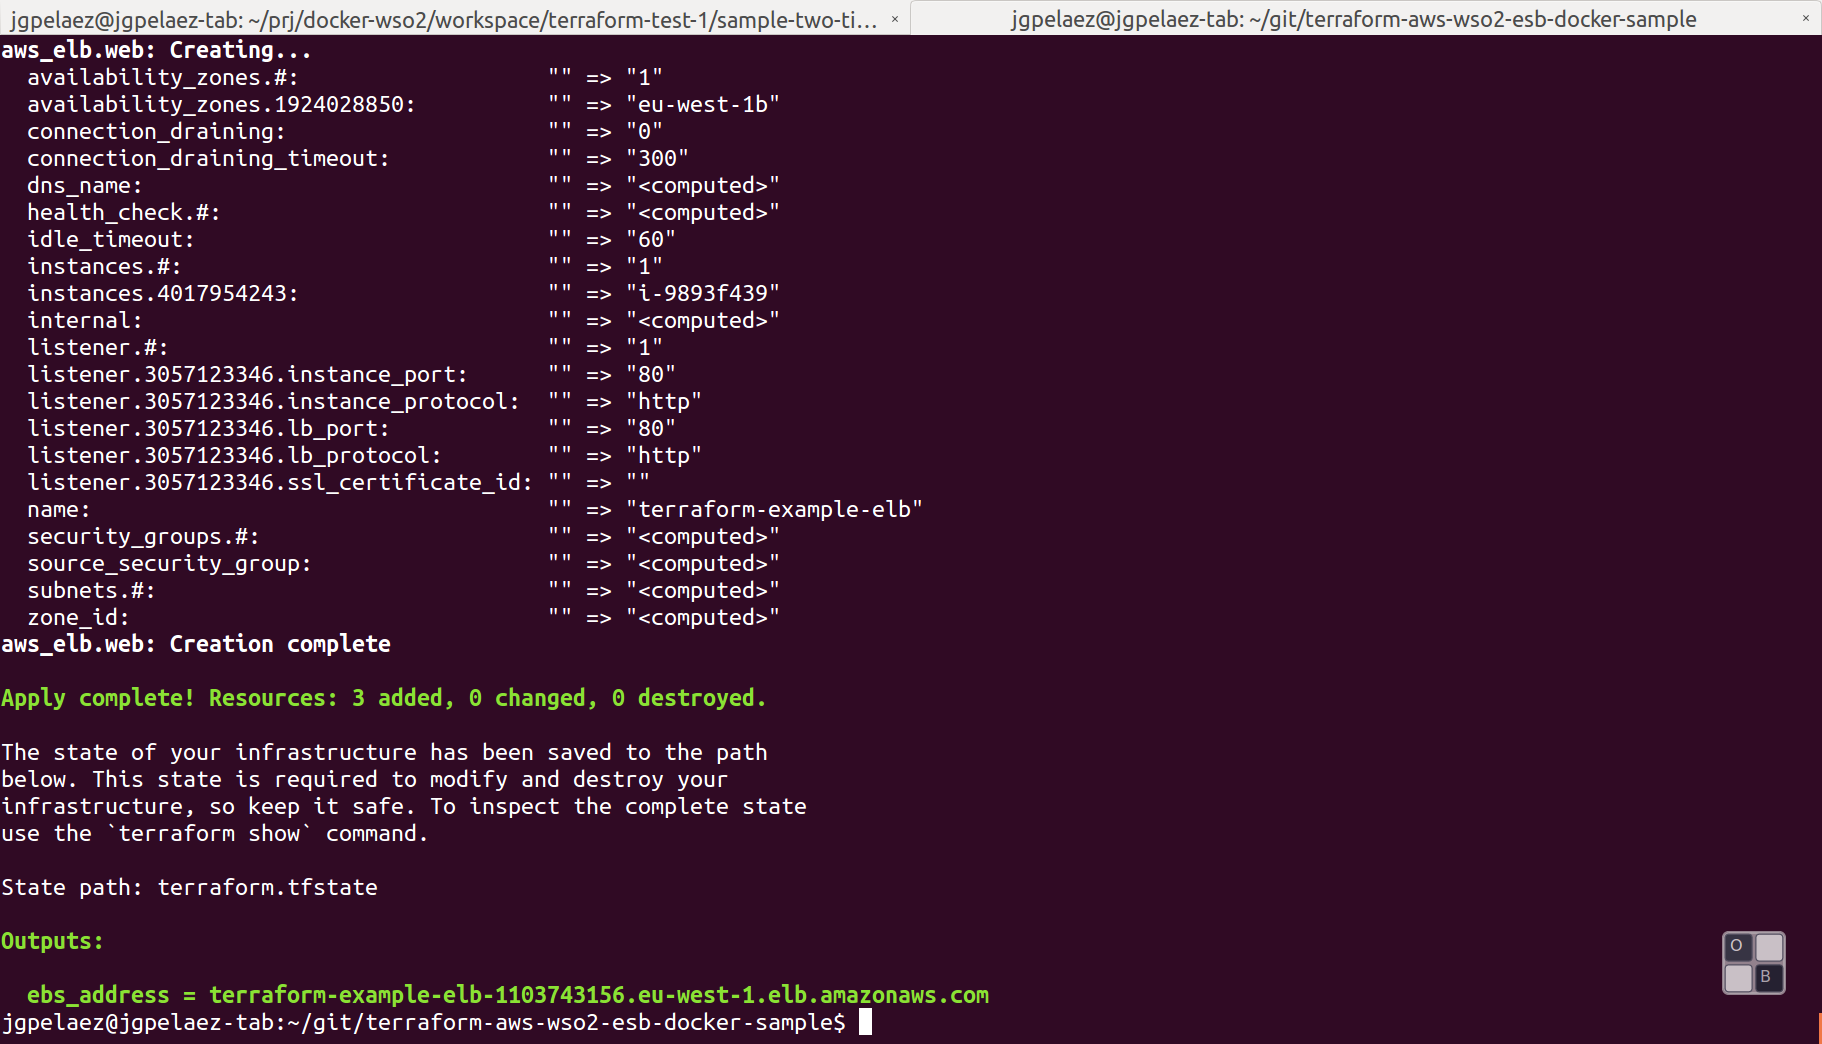 jgpelaez@jgpelaez-tab: ~/prj/docker-wso2/workspace/terraform-test-1/sample-two-ti... ×
jgpelaez@jgpelaez-tab: ~/git/terraform-aws-wso2-esb-docker-sample ×
aws_elb.web: Creating...
  availability_zones.#:                   "" => "1"
  availability_zones.1924028850:          "" => "eu-west-1b"
  connection_draining:                    "" => "0"
  connection_draining_timeout:            "" => "300"
  dns_name:                               "" => "<computed>"
  health_check.#:                         "" => "<computed>"
  idle_timeout:                           "" => "60"
  instances.#:                            "" => "1"
  instances.4017954243:                   "" => "i-9893f439"
  internal:                               "" => "<computed>"
  listener.#:                             "" => "1"
  listener.3057123346.instance_port:      "" => "80"
  listener.3057123346.instance_protocol:  "" => "http"
  listener.3057123346.lb_port:            "" => "80"
  listener.3057123346.lb_protocol:        "" => "http"
  listener.3057123346.ssl_certificate_id: "" => ""
  name:                                   "" => "terraform-example-elb"
  security_groups.#:                      "" => "<computed>"
  source_security_group:                  "" => "<computed>"
  subnets.#:                              "" => "<computed>"
  zone_id:                                "" => "<computed>"
aws_elb.web: Creation complete
Apply complete! Resources: 3 added, 0 changed, 0 destroyed.
The state of your infrastructure has been saved to the path
below. This state is required to modify and destroy your
infrastructure, so keep it safe. To inspect the complete state
use the `terraform show` command.
State path: terraform.tfstate
Outputs:
  ebs_address = terraform-example-elb-1103743156.eu-west-1.elb.amazonaws.com
jgpelaez@jgpelaez-tab:~/git/terraform-aws-wso2-esb-docker-sample$
O
B